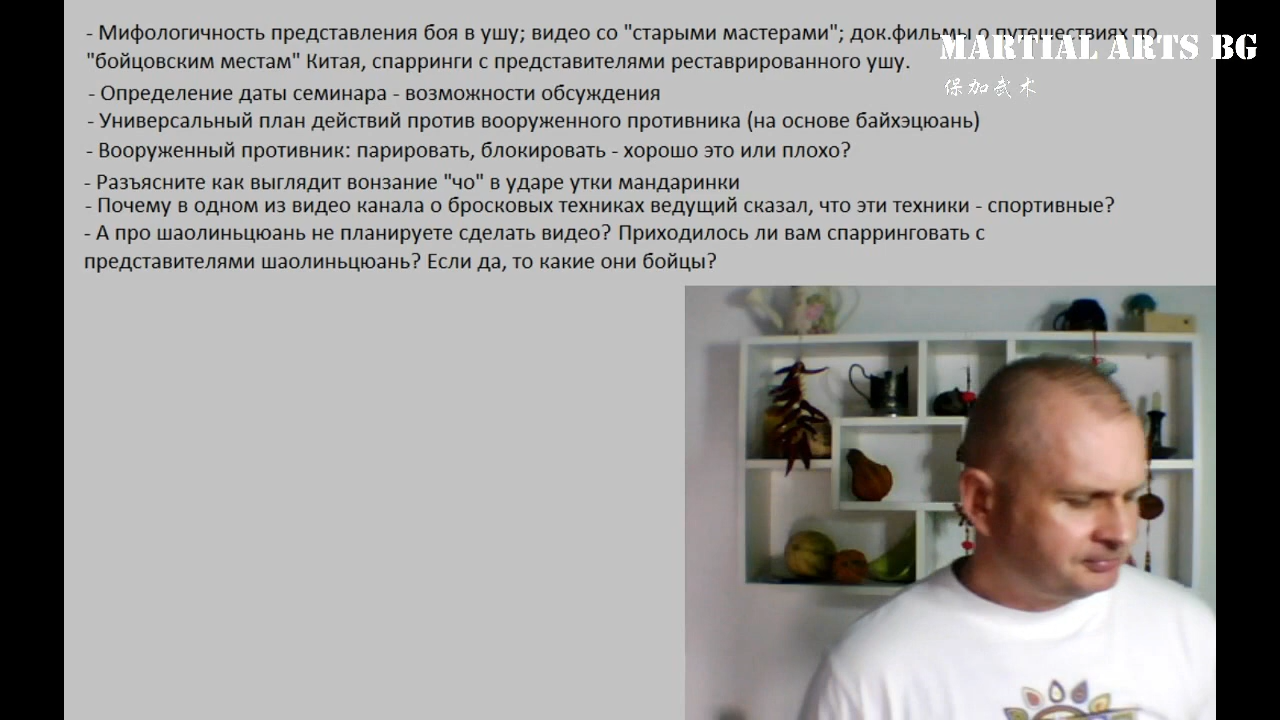 - Мифологичность представления боя в ушу; видео со "старыми мастерами"; док.фильмы о путешествиях по
"бойцовским местам" Китая, спарринги с представителями реставрированного ушу.
MARTIAL ARTS BG
保加武术
- Определение даты семинара - возможности обсуждения
- Универсальный план действий против вооруженного противника (на основе байхэцюань)
- Вооруженный противник: парировать, блокировать - хорошо это или плохо?
- Разъясните как выглядит вонзание "чо" в ударе утки мандаринки
- Почему в одном из видео канала о бросковых техниках ведущий сказал, что эти техники - спортивные?
- А про шаолиньцюань не планируете сделать видео? Приходилось ли вам спарринговать с
представителями шаолиньцюань? Если да, то какие они бойцы?